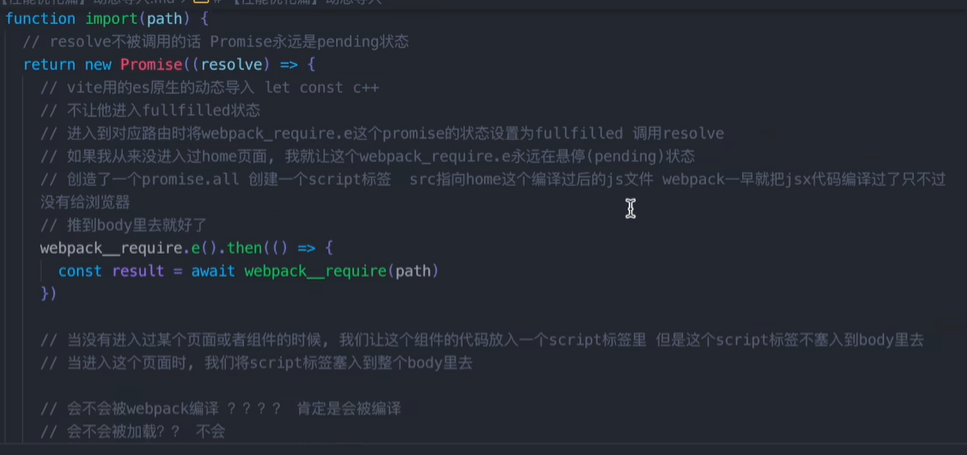 【性能优化篇】动态导入.md > # 【性能优化篇】动态导入
function import(path) {
// resolve不被调用的话 Promise永远是pending状态
return new Promise((resolve) => {
// vite用的es原生的动态导入 let const c++
// 不让他进入fullfilled状态
// 进入到对应路由时将webpack_require.e这个promise的状态设置为fullfilled 调用resolve
// 如果我从来没进入过home页面, 我就让这个webpack_require.e永远在悬停(pending)状态
// 创造了一个promise.all 创建一个script标签  src指向home这个编译过后的js文件 webpack一早就把jsx代码编译过了只不过
没有给浏览器
// 推到body里去就好了
webpack__require.e().then(() => {
const result = await webpack__require(path)
})
// 当没有进入过某个页面或者组件的时候, 我们让这个组件的代码放入一个script标签里 但是这个script标签不塞入到body里去
// 当进入这个页面时, 我们将script标签塞入到整个body里去
// 会不会被webpack编译 ？？？？  肯定是会被编译
// 会不会被加载？？  不会